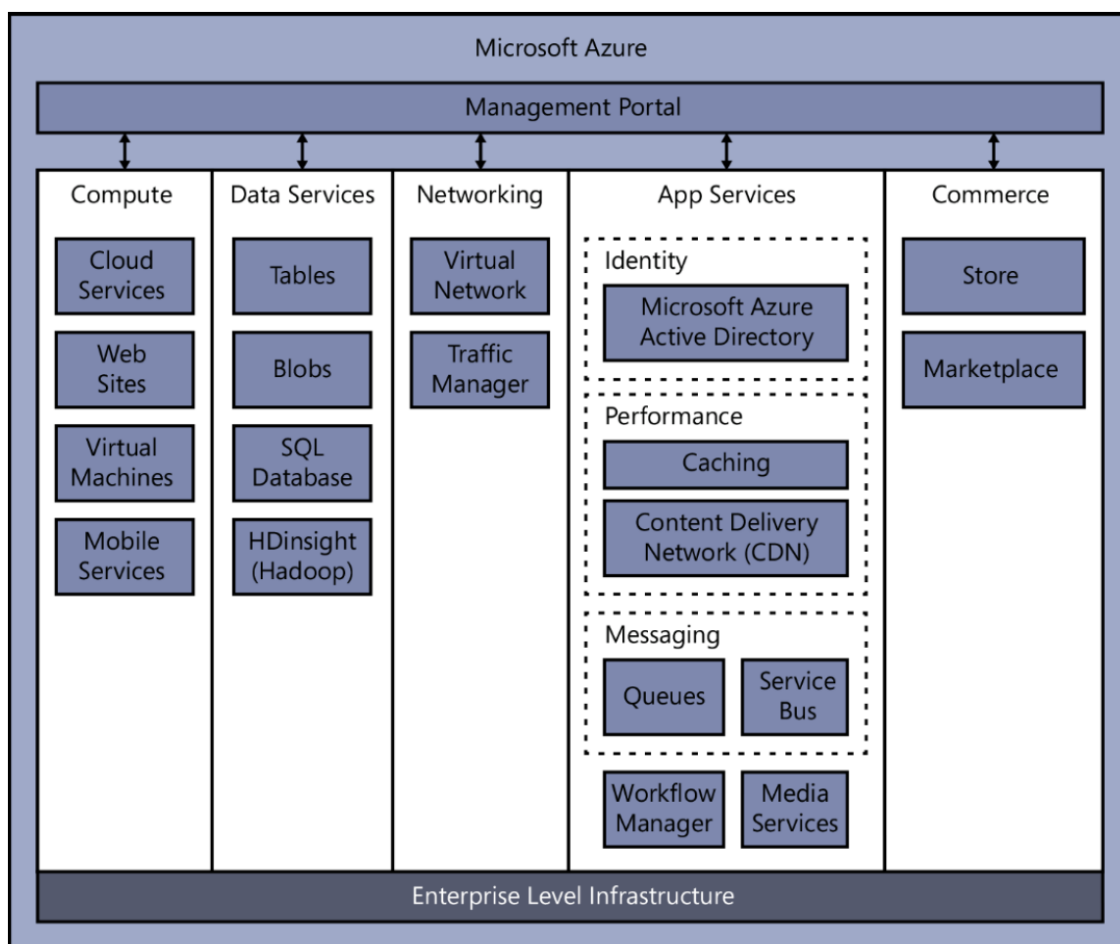 Microsoft Azure
Management Portal
Compute
Cloud
Services
Web
Sites
Virtual
Machines
Mobile
Services
Data Services
Tables
Blobs
SQL
Database
HDinsight
(Hadoop)
Networking
Virtual
Network
Traffic
Manager
App Services
Identity
Microsoft Azure
Active Directory
Performance
Caching
Content Delivery
Network (CDN)
Messaging
Queues
Service
Bus
Workflow
Manager
Media
Services
Commerce
Store
Marketplace
Enterprise Level Infrastructure